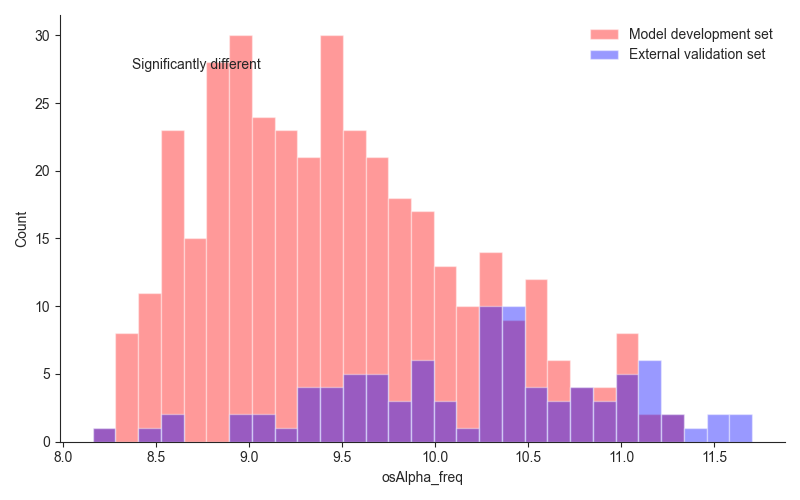 Model development set
External validation set
Significantly different
30
25
20
15
10
5
0
Count
8.0 8.5 9.0 9.5 10.0 10.5 11.0 11.5
osAlpha_freq